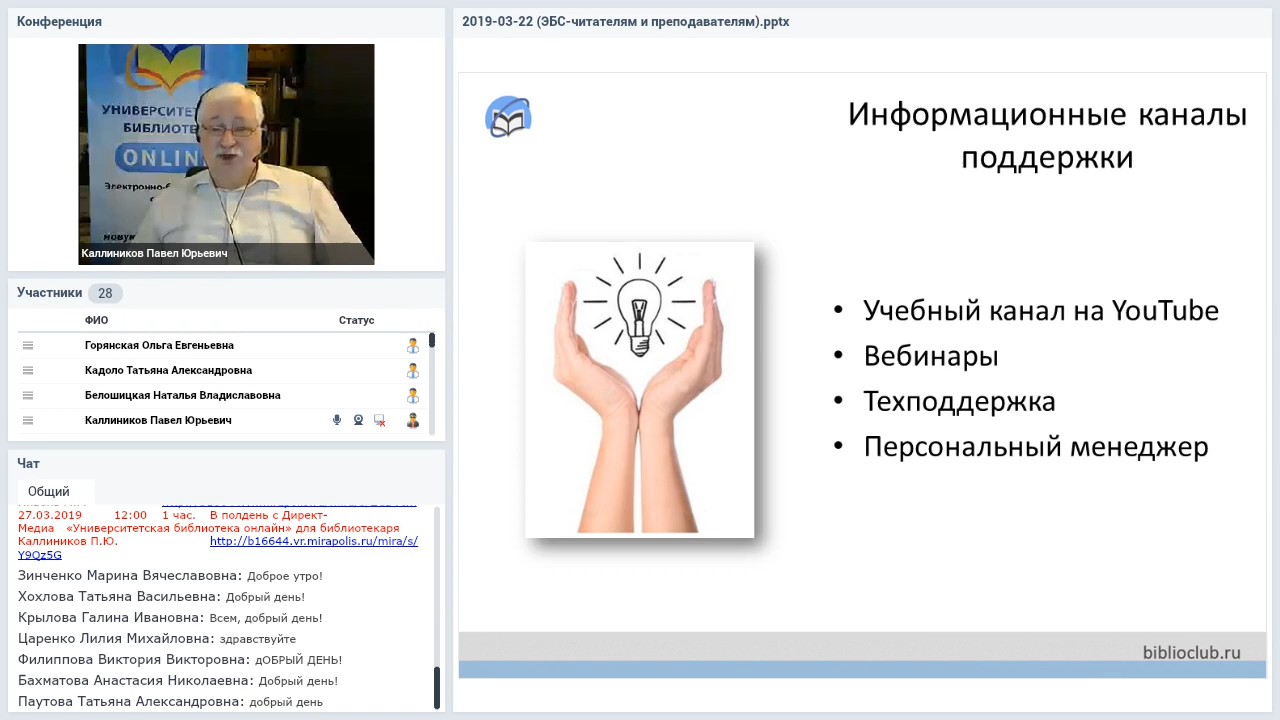 Конференция
УНИВЕРСИТЕТ
БИБЛИОТЕ
ONLIN
Каллиников Павел Юрьевич
Участники 28
ФИО Статус
Горянская Ольга Евгеньевна
Кадоло Татьяна Александровна
Белошицкая Наталья Владиславовна
Каллиников Павел Юрьевич
Чат
Общий
27.03.2019 12:00 1 час. В полдень с Директ-
Медиа «Университетская библиотека онлайн» для библиотекаря
Каллиников П.Ю. http://b16644.vr.mirapolis.ru/mira/s/
Y9Qz5G
Зинченко Марина Вячеславовна: Доброе утро!
Хохлова Татьяна Васильевна: Добрый день!
Крылова Галина Ивановна: Всем, добрый день!
Царенко Лилия Михайловна: здравствуйте
Филиппова Виктория Викторовна: дОБРЫЙ ДЕНЬ!
Бахматова Анастасия Николаевна: Добрый день!
Паутова Татьяна Александровна: добрый день
2019-03-22 (ЭБС-читателям и преподавателям).pptx
Информационные каналы
поддержки
• Учебный канал на YouTube
• Вебинары
• Техподдержка
• Персональный менеджер
biblioclub.ru